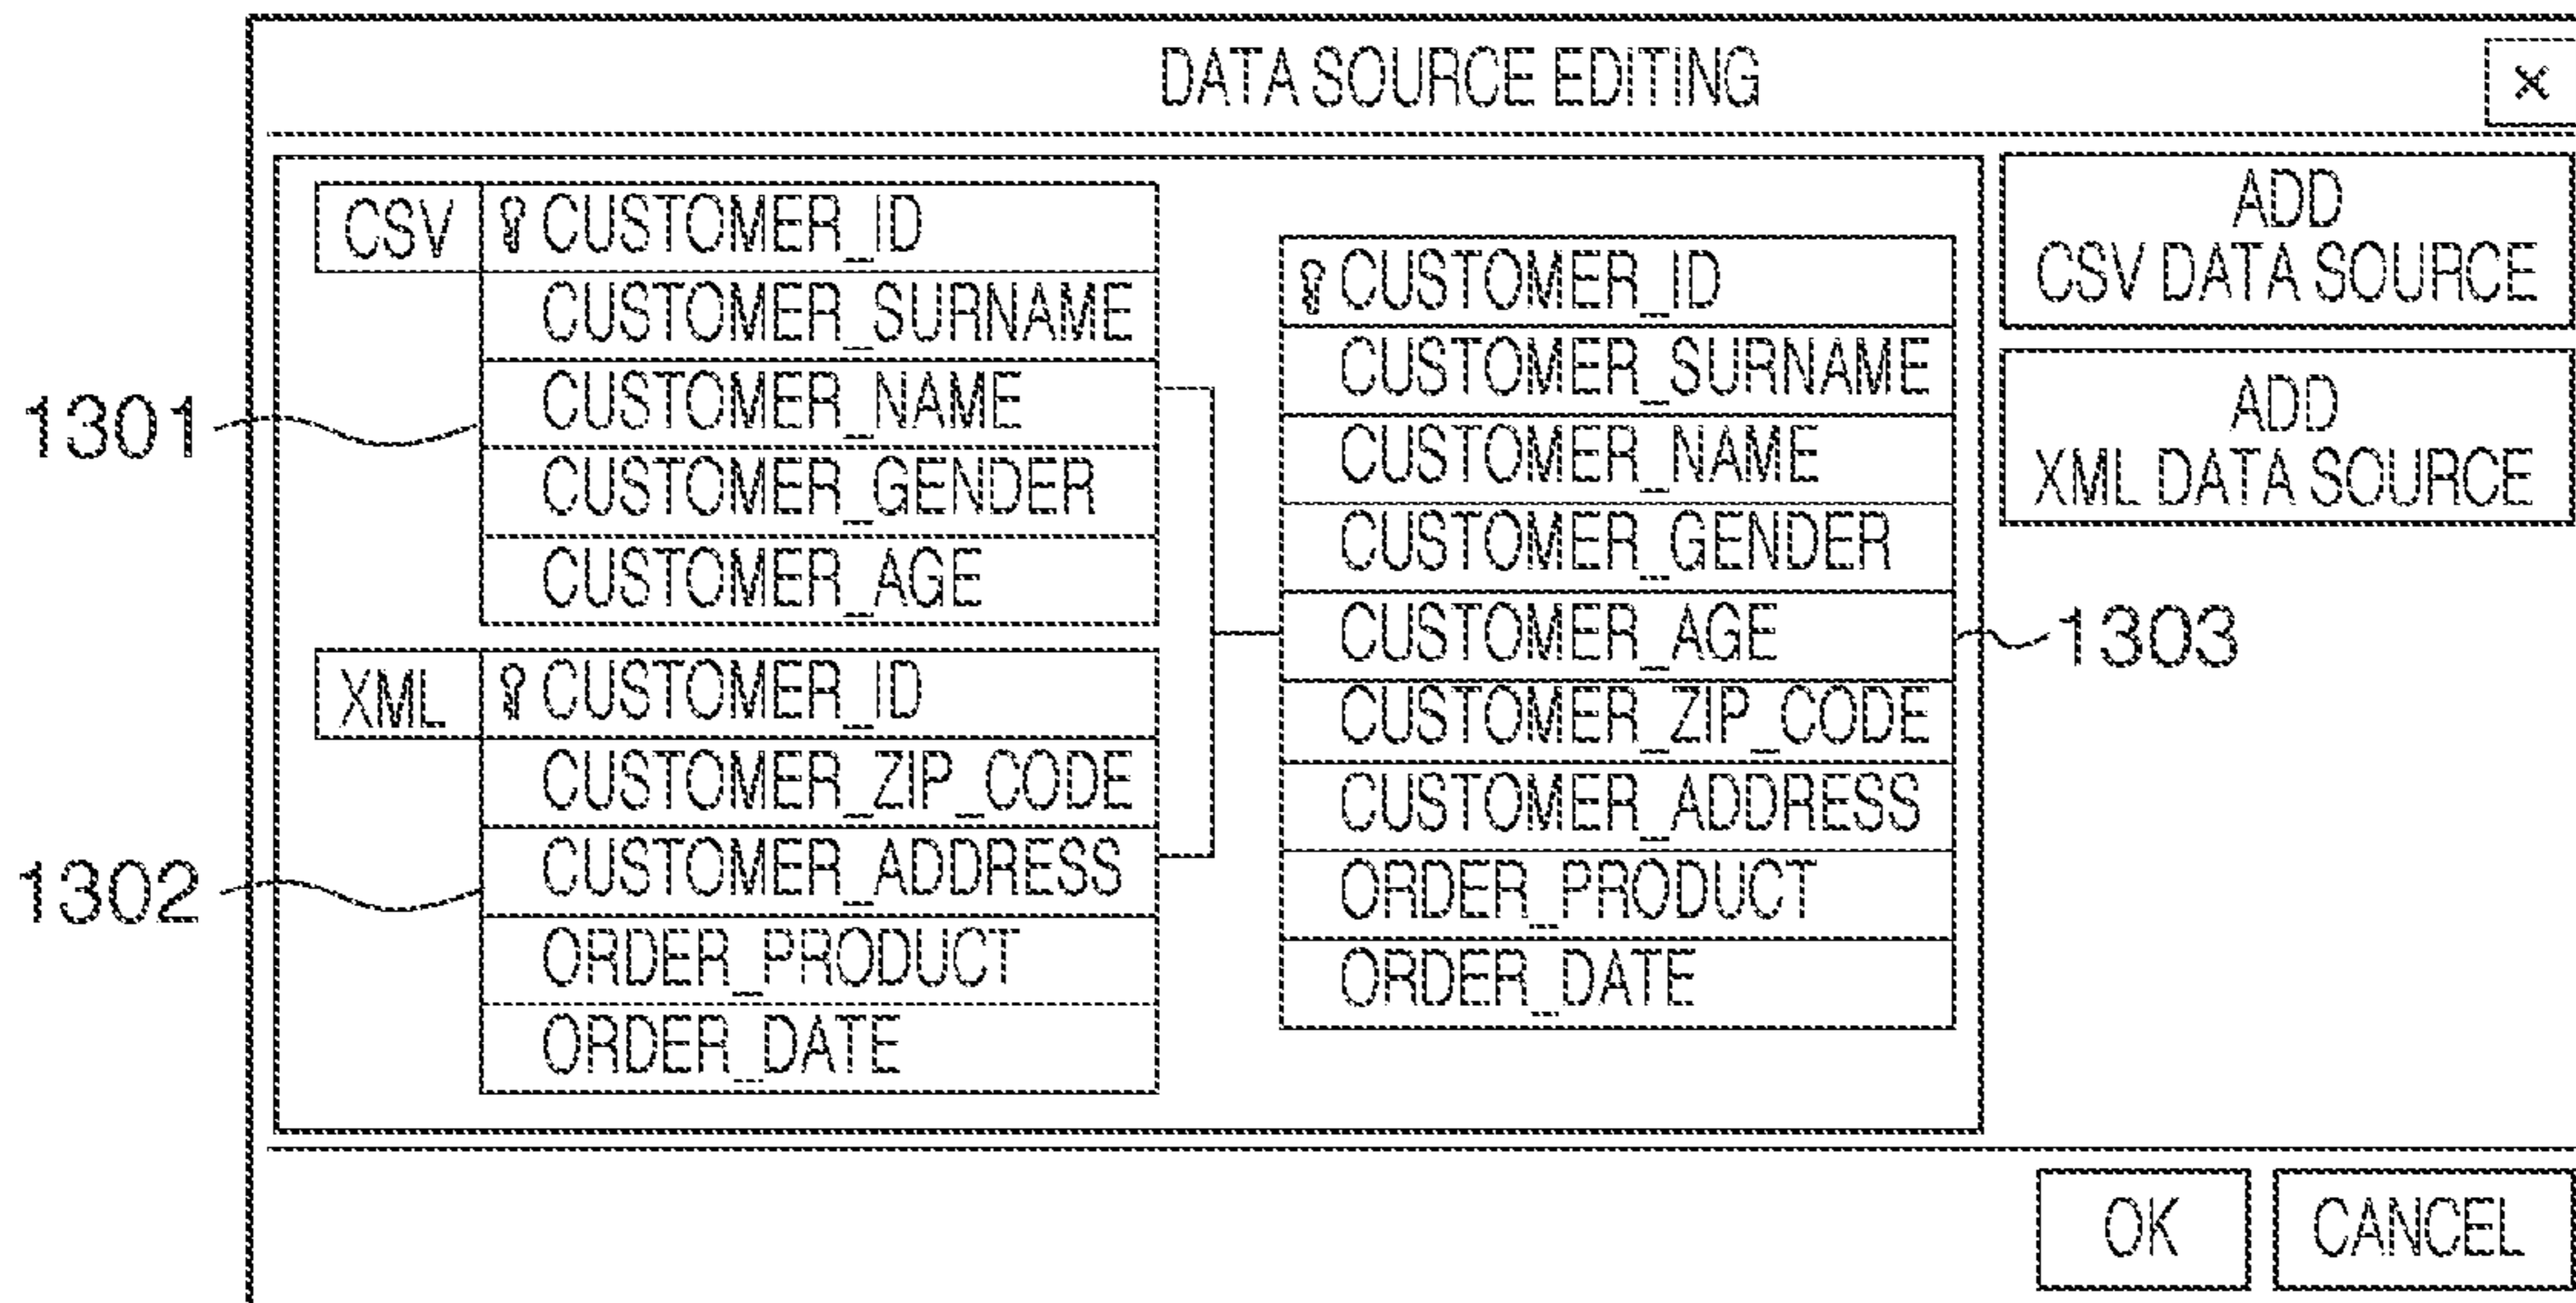 DATA SOURCE EDITING
×
CSV
CUSTOMER_ID
CUSTOMER_SURNAME
CUSTOMER_NAME
CUSTOMER_GENDER
CUSTOMER_AGE
1301
XML
CUSTOMER_ID
CUSTOMER_ZIP_CODE
CUSTOMER_ADDRESS
ORDER_PRODUCT
ORDER_DATE
1302
CUSTOMER_ID
CUSTOMER_SURNAME
CUSTOMER_NAME
CUSTOMER_GENDER
CUSTOMER_AGE
CUSTOMER_ZIP_CODE
CUSTOMER_ADDRESS
ORDER_PRODUCT
ORDER_DATE
1303
ADD
CSV DATA SOURCE
ADD
XML DATA SOURCE
OK
CANCEL